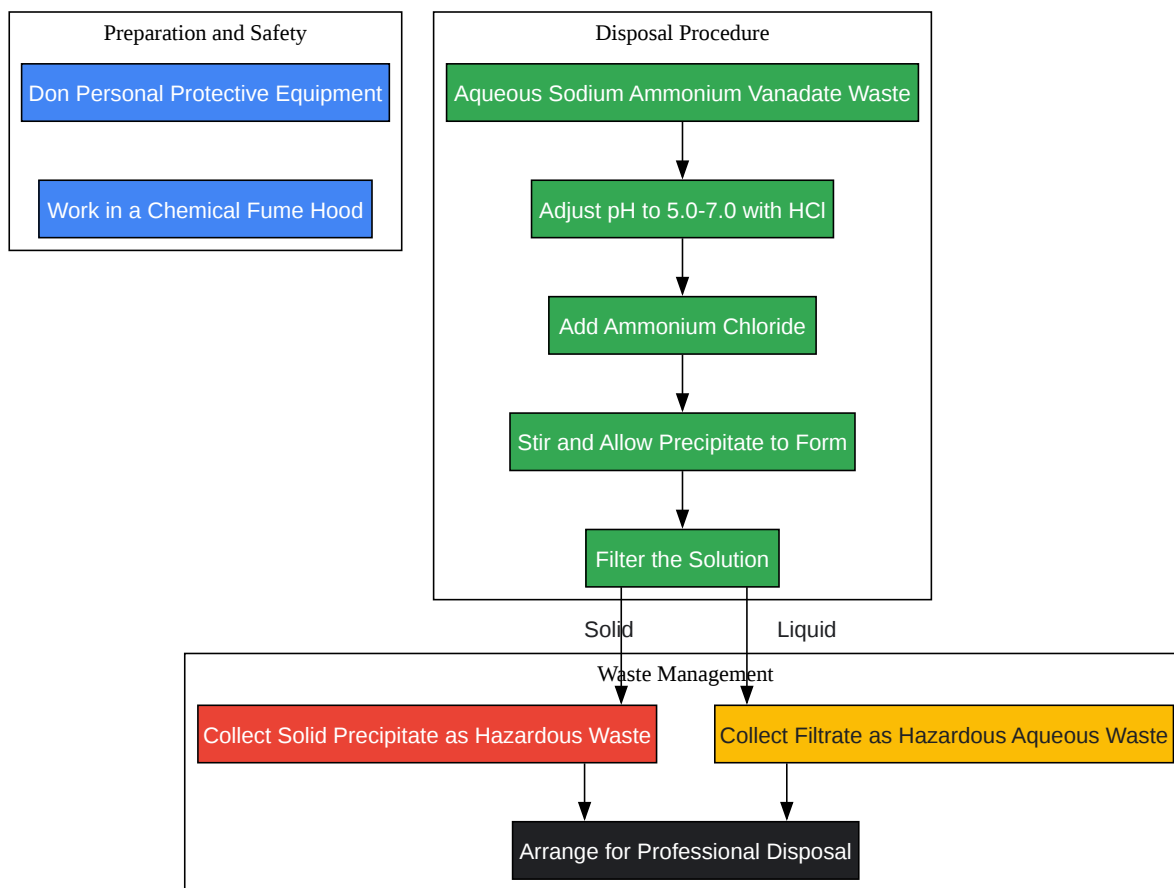 Preparation and Safety
Don Personal Protective Equipment
Work in a Chemical Fume Hood
Disposal Procedure
Aqueous Sodium Ammonium Vanadate Waste
Adjust pH to 5.0-7.0 with HCl
Add Ammonium Chloride
Stir and Allow Precipitate to Form
Filter the Solution
Solid
Liquid
Waste Management
Collect Solid Precipitate as Hazardous Waste
Collect Filtrate as Hazardous Aqueous Waste
Arrange for Professional Disposal